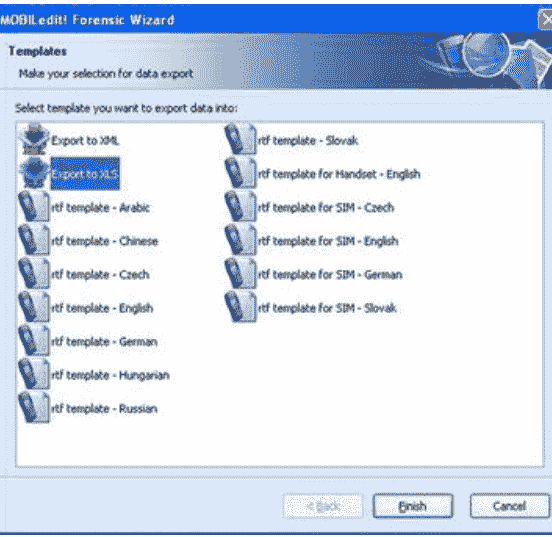 MOBILedit! Forensic Wizard
Templates
Make your selection for data export
Select template you want to export data into:
Export to XML
Export to XLS
rtf template - Arabic
rtf template - Chinese
rtf template - Czech
rtf template - English
rtf template - German
rtf template - Hungarian
rtf template - Russian
rtf template - Slovak
rtf template for Handset - English
rtf template for SIM - Czech
rtf template for SIM - English
rtf template for SIM - German
rtf template for SIM - Slovak
< Back
Finish
Cancel